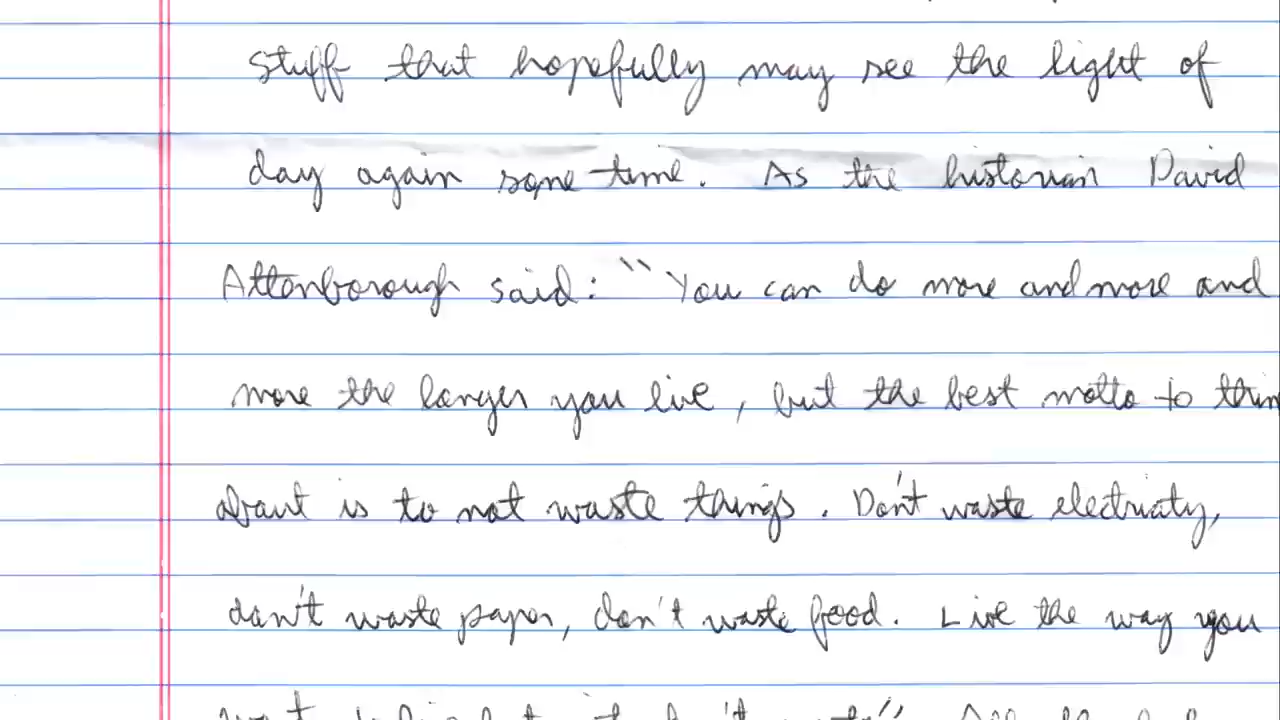 stuff that hopefully may see the light of
day again some time. As the historian David
Attenborough said: "You can do more and more and
more the longer you live, but the best motto to
about is to not waste things. Don't waste electricity,
don't waste paper, don't waste food. Live the way you